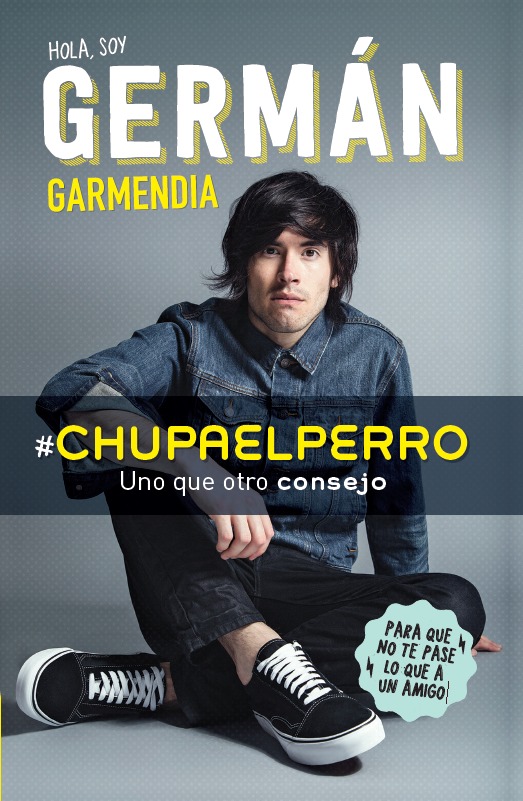 HOLA, SOY
GERMÁN
GARMENDIA
#CHUPAELPERRO
Uno que otro consejo
PARA QUE
NO TE PASE
LO QUE A
UN AMIGO